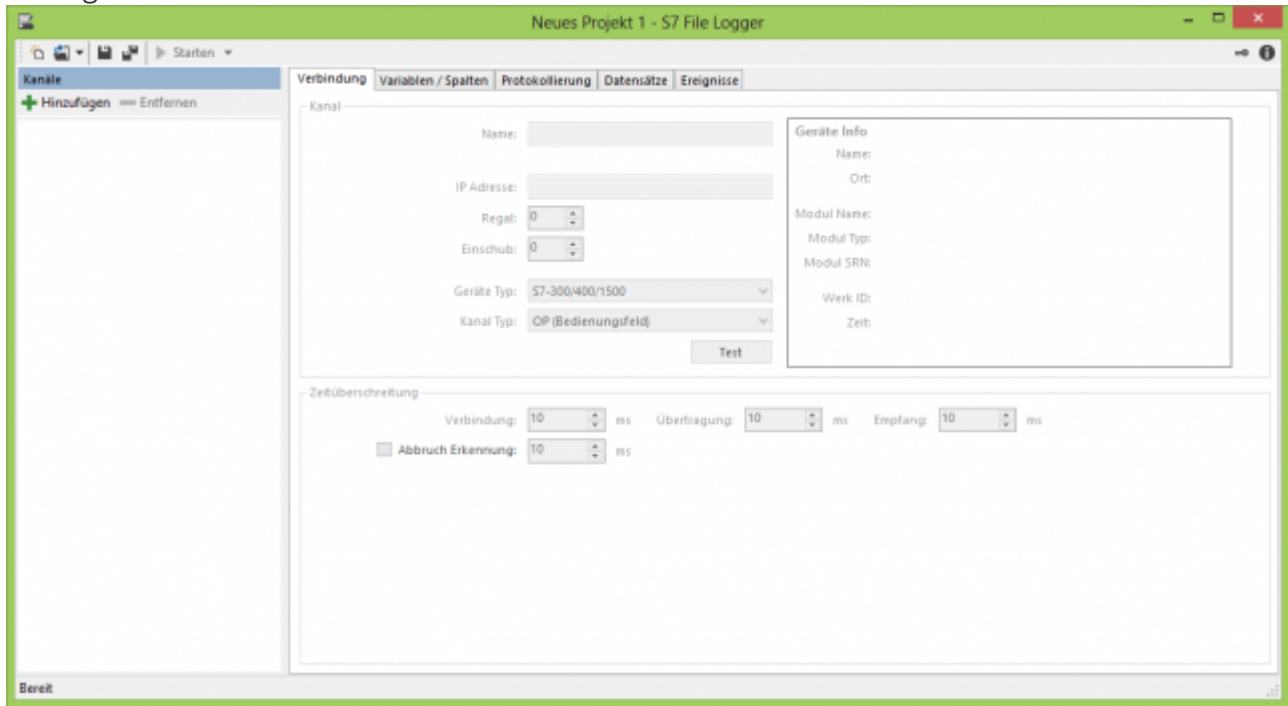 Neues Projekt 1 - S7 File Logger
Starten
Kanäle
Hinzufügen Entfernen
Verbindung Variablen / Spalten Protokollierung Datensätze Ereignisse
Kanal
Name:
IP Adresse:
Regal: 0
Einschub: 0
Geräte Typ: S7-300/400/1500
Kanal Typ: OP (Bedienungsfeld)
Test
Geräte Info
Name:
Ort:
Modul Name:
Modul Typ:
Modul SRN:
Werk ID:
Zeit:
Zeitüberschreitung
Verbindung: 10 ms Übertragung: 10 ms Empfang: 10 ms
Abbruch Erkennung: 10 ms
Bereit